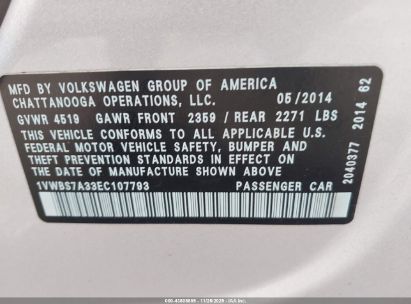 MFD BY VOLKSWAGEN GROUP OF AMERICA
CHATTANOOGA OPERATIONS, LLC. 05/2014
GVWR 4519 GAWR FRONT 2359 / REAR 2271 LBS
THIS VEHICLE CONFORMS TO ALL APPLICABLE U.S.
FEDERAL MOTOR VEHICLE SAFETY, BUMPER AND
THEFT PREVENTION STANDARDS IN EFFECT ON
THE DATE OF MANUFACTURE SHOWN ABOVE
1VWBS7A33EC107793 PASSENGER CAR
2040377 2014 62